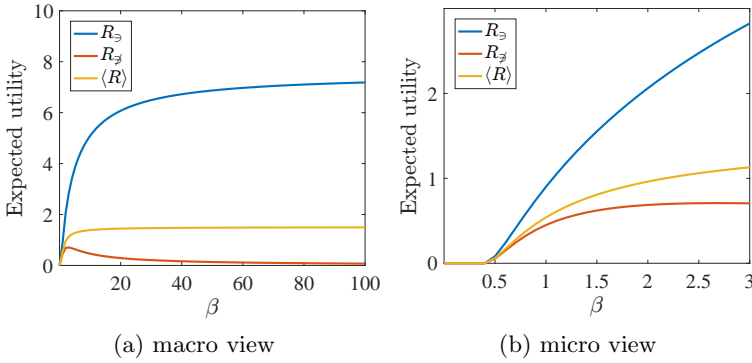 10
8
6
4
2
0
Expected utility
R∋
R∌
⟨R⟩
20 40 60 80 100
β
(a) macro view
2
1
0
Expected utility
R∋
R∌
⟨R⟩
0.5 1 1.5 2 2.5 3
β
(b) micro view